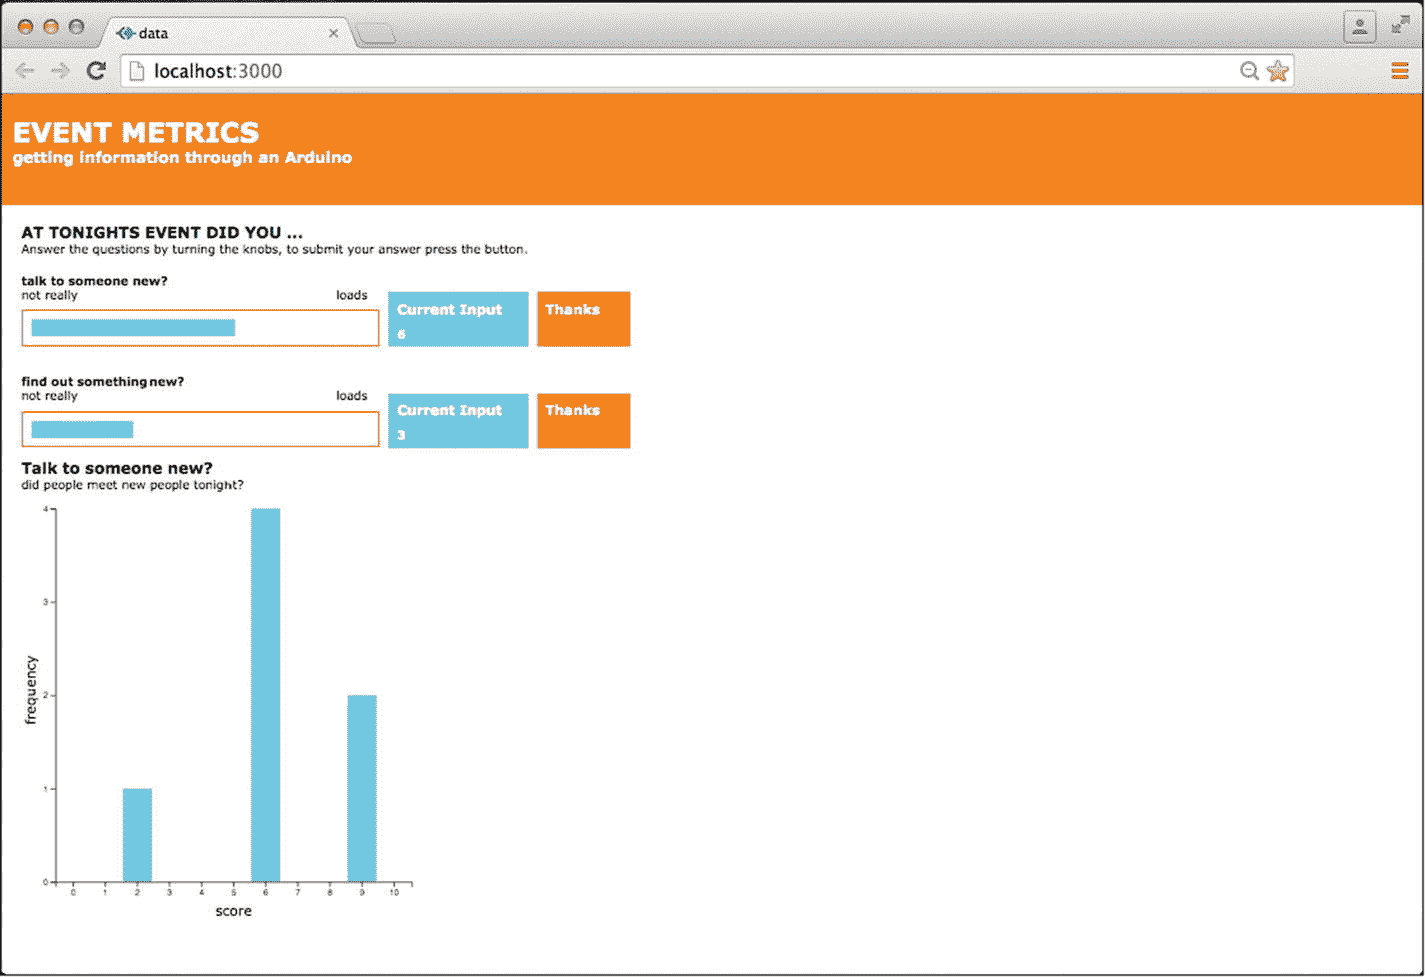 data
localhost:3000
EVENT METRICS
getting information through an Arduino
AT TONIGHTS EVENT DID YOU ...
Answer the questions by turning the knobs, to submit your answer press the button.
talk to someone new?
not really loads
Current Input Thanks
6
find out something new?
not really loads
Current Input Thanks
3
Talk to someone new?
did people meet new people tonight?
4
3
frequency
2
1
0
0 1 2 3 4 5 6 7 8 9 10
score